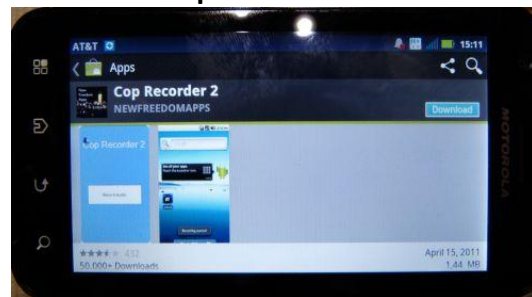 AT&T 15:11
Apps
Cop Recorder 2
NEWFREEDOMAPPS
Download
Cop Recorder 2
432
April 15, 2011
50,000+ Downloads
1.44 MB
MOTOROLA